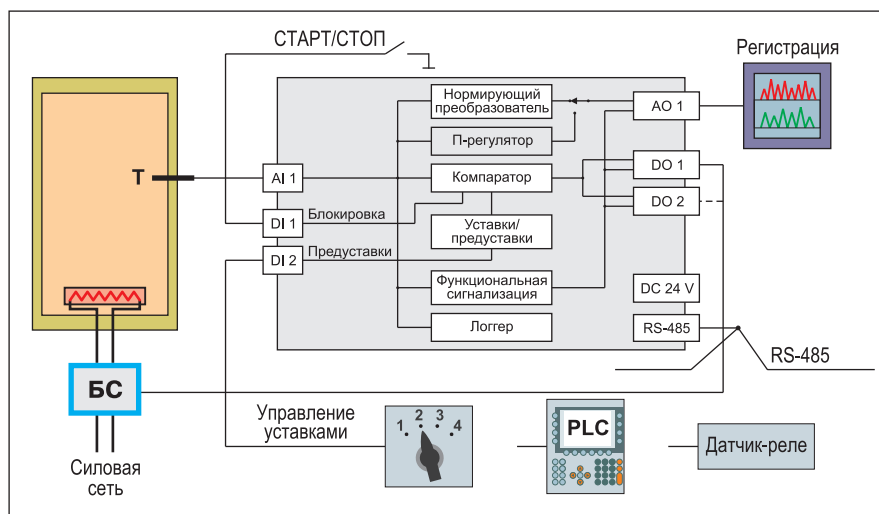 СТАРТ/СТОП
Регистрация
Нормирующий
преобразователь
АО 1
П-регулятор
T
AI 1
Компаратор
DO 1
DO 2
DI 1
Блокировка
Уставки/
предуставки
DI 2
Предуставки
Функциональная
сигнализация
DC 24 V
Логгер
RS-485
RS-485
БС
Управление
уставками
1
2
3
4
PLC
Датчик-реле
Силовая
сеть